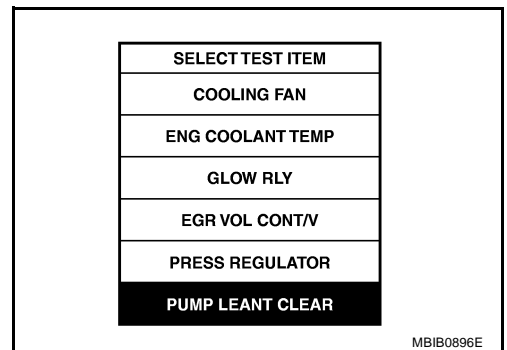 SELECT TEST ITEM
COOLING FAN
ENG COOLANT TEMP
GLOW RLY
EGR VOL CONT/V
PRESS REGULATOR
PUMP LEANT CLEAR
MBIB0896E